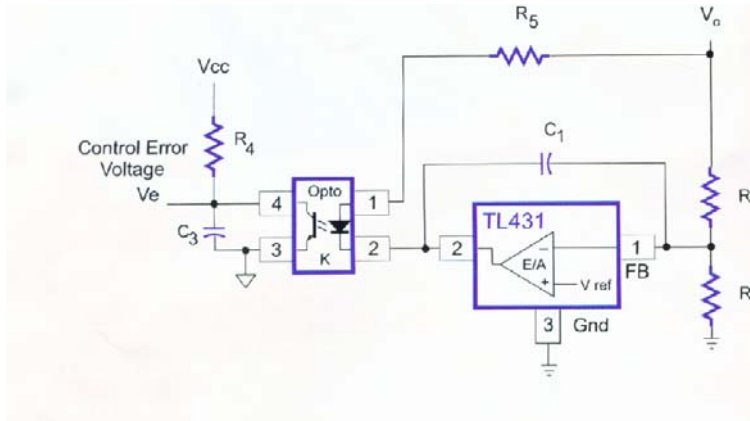 R5
Vo
Vcc
R4
C1
Control Error
Voltage
Ve
Opto
4
1
TL431
R
C3
2
2
E/A
1
3
K
V ref
FB
R
3
Gnd